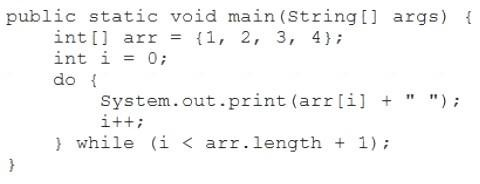 public static void main(String[] args) {
    int[] arr = {1, 2, 3, 4};
    int i = 0;
    do {
        System.out.print(arr[i] + " ");
        i++;
    } while (i < arr.length + 1);
}